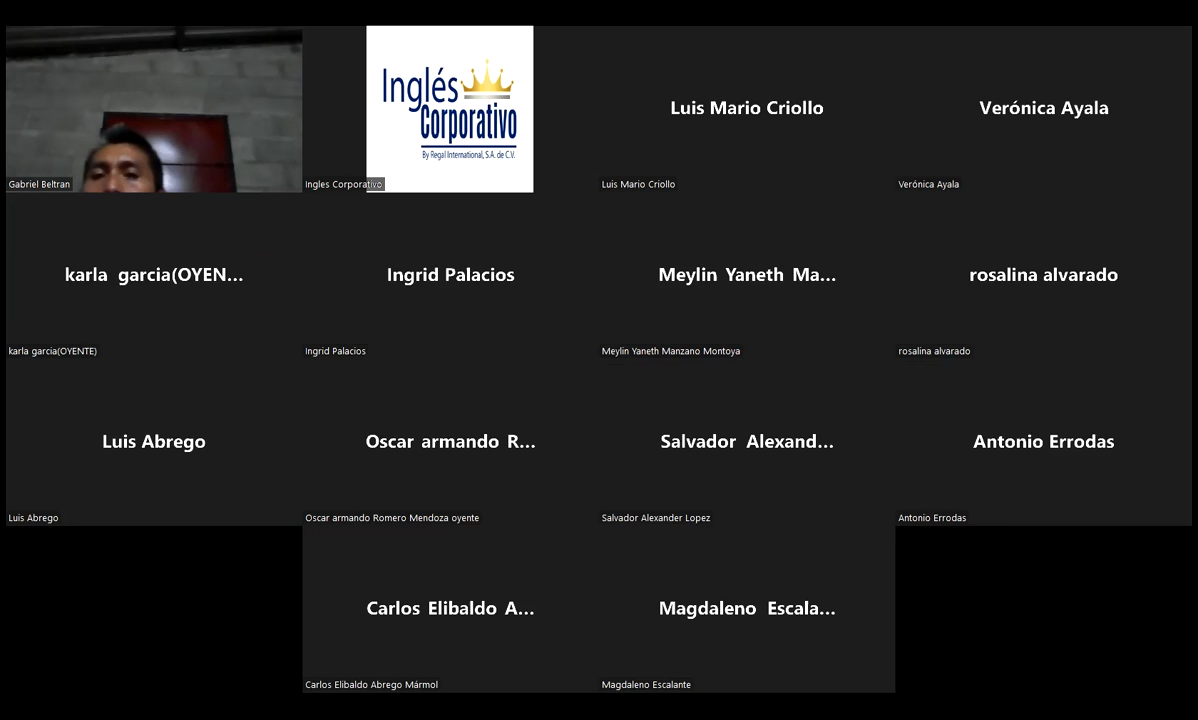 Gabriel Beltran
Inglés
Corporativo
By Regal International, S.A. de C.V.
Ingles Corporativo
Luis Mario Criollo
Luis Mario Criollo
Verónica Ayala
Verónica Ayala
karla garcia(OYEN...
karla garcia(OYENTE)
Ingrid Palacios
Ingrid Palacios
Meylin Yaneth Ma...
Meylin Yaneth Manzano Montoya
rosalina alvarado
rosalina alvarado
Luis Abrego
Luis Abrego
Oscar armando R...
Oscar armando Romero Mendoza oyente
Salvador Alexand...
Salvador Alexander Lopez
Antonio Errodas
Antonio Errodas
Carlos Elibaldo A...
Carlos Elibaldo Abrego Mármol
Magdaleno Escala...
Magdaleno Escalante